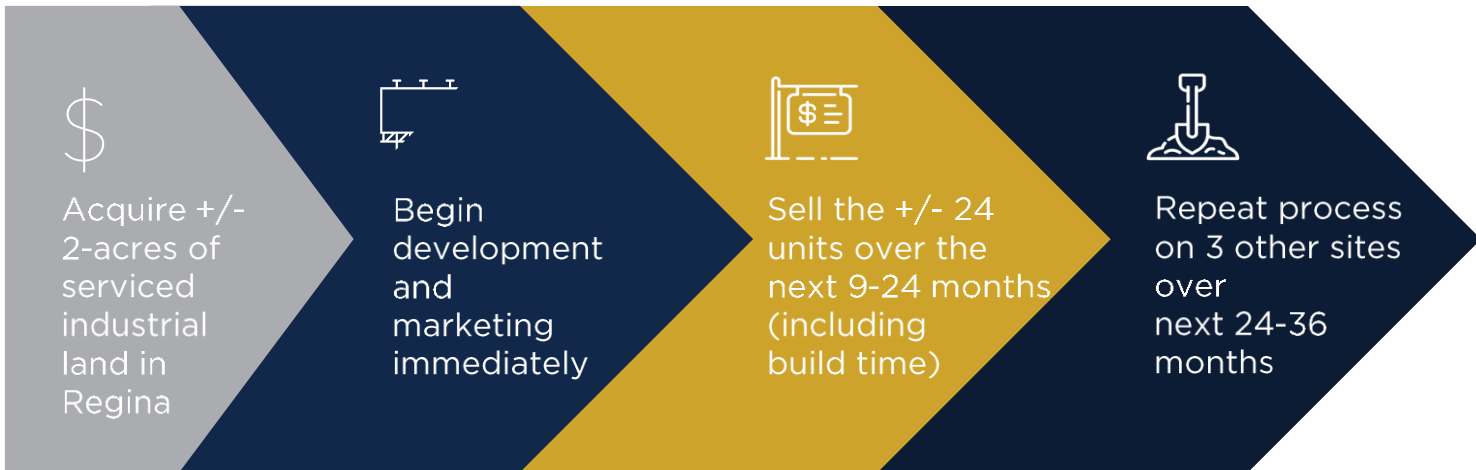 Acquire +/-
2-acres of
serviced
industrial
land in
Regina
Begin
development
and
marketing
immediately
Sell the +/- 24
units over the
next 9-24 months
(including
build time)
Repeat process
on 3 other sites
over
next 24-36
months